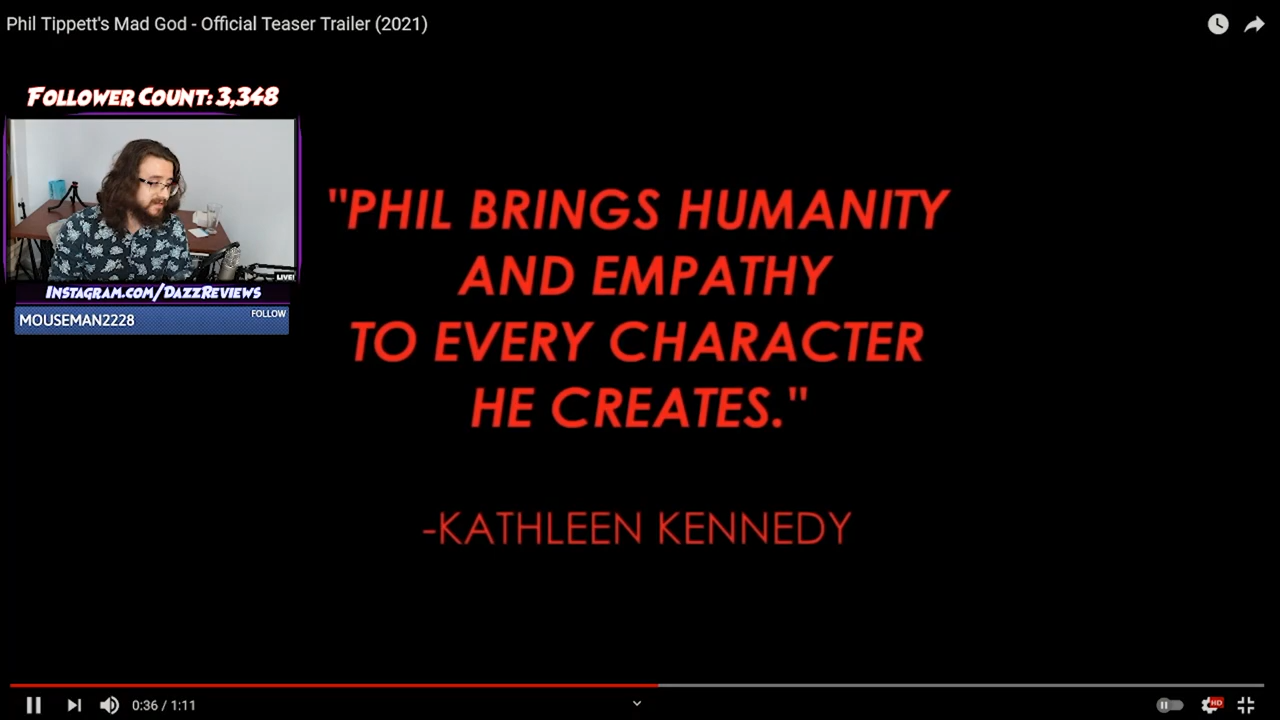 Phil Tippett's Mad God - Official Teaser Trailer (2021)
FOLLOWER COUNT: 3,348
LIVE!
INSTAGRAM.COM/DAZZREVIEWS
MOUSEMAN2228
FOLLOW
"PHIL BRINGS HUMANITY
AND EMPATHY
TO EVERY CHARACTER
HE CREATES."
-KATHLEEN KENNEDY
0:36 / 1:11
HD